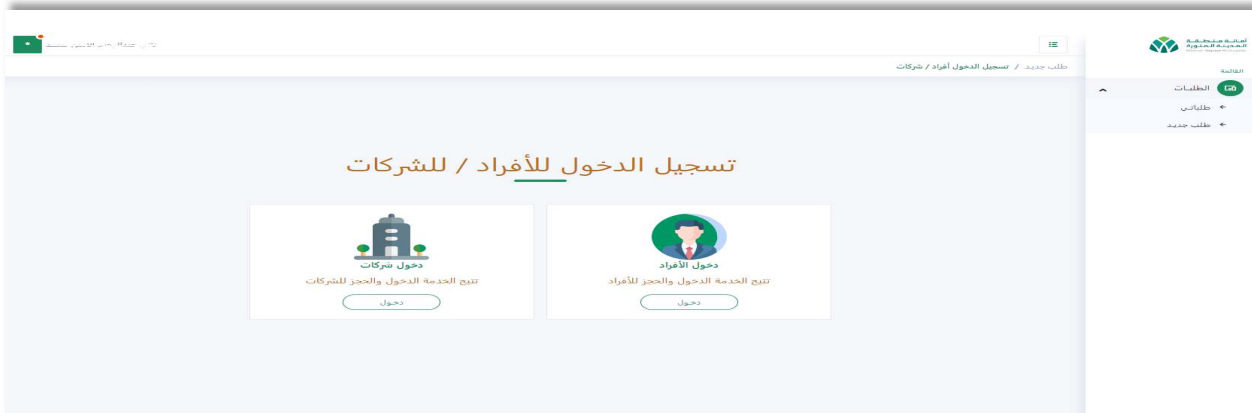 أمانة منطقة
المدينة المنورة
القائمة
الطلبات
طلباتي
طلب جديد
طلب جديد / تسجيل الدخول أفراد / شركات
تسجيل الدخول للأفراد / للشركات
دخول الأفراد
تتيح الخدمة الدخول والحجز للأفراد
دخول
دخول شركات
تتيح الخدمة الدخول والحجز للشركات
دخول